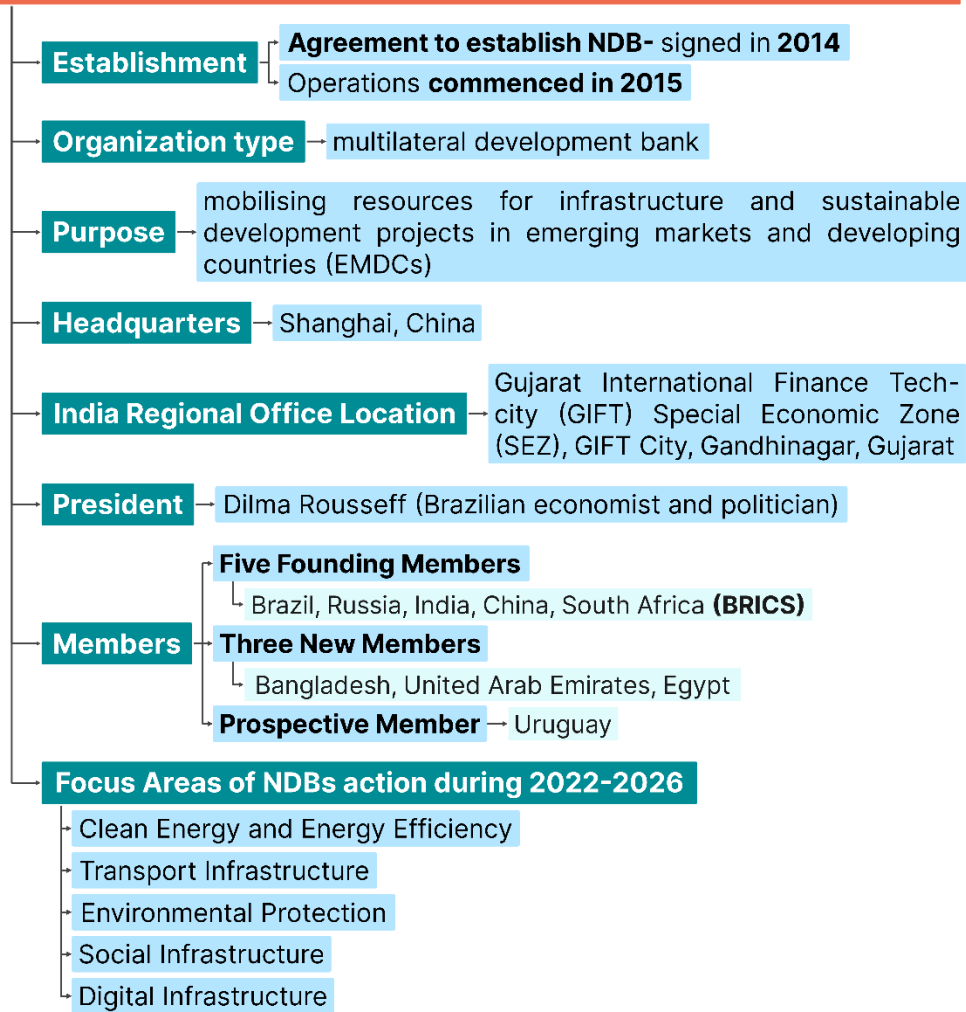 Establishment
Agreement to establish NDB- signed in 2014
Operations commenced in 2015
Organization type
multilateral development bank
Purpose
mobilising resources for infrastructure and sustainable
development projects in emerging markets and developing
countries (EMDCs)
Headquarters
Shanghai, China
India Regional Office Location
Gujarat International Finance Tech-
city (GIFT) Special Economic Zone
(SEZ), GIFT City, Gandhinagar, Gujarat
President
Dilma Rousseff (Brazilian economist and politician)
Members
Five Founding Members
Brazil, Russia, India, China, South Africa (BRICS)
Three New Members
Bangladesh, United Arab Emirates, Egypt
Prospective Member
Uruguay
Focus Areas of NDBs action during 2022-2026
Clean Energy and Energy Efficiency
Transport Infrastructure
Environmental Protection
Social Infrastructure
Digital Infrastructure